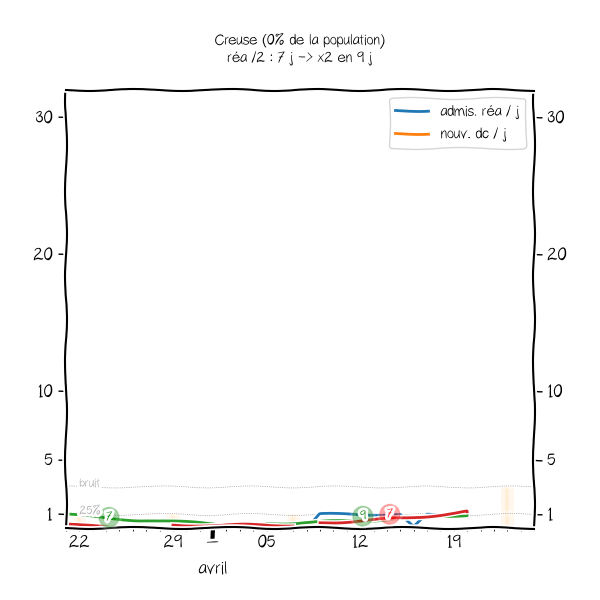 Creuse (0% de la population)
réa /2 : 7 j -> x2 en 9 j
admis. réa / j
nouv. dc / j
30 30
20 20
10 10
5 5
bruit
25% 7 9 7
1 1
22 29 1 05 12 19
avril